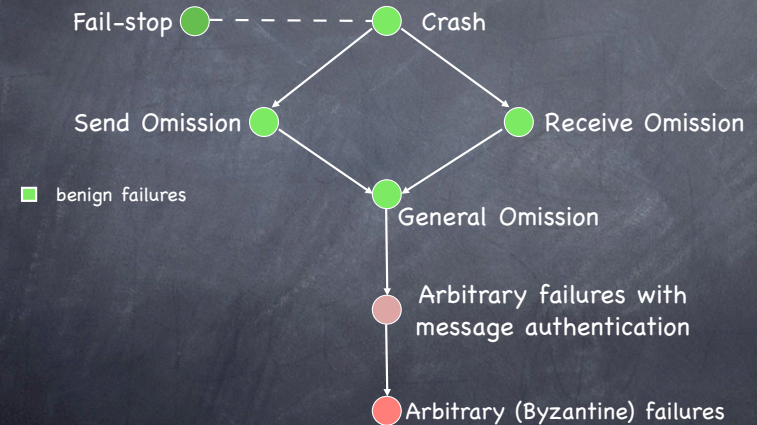 Fail-stop
Crash
Send Omission
Receive Omission
benign failures
General Omission
Arbitrary failures with
message authentication
Arbitrary (Byzantine) failures